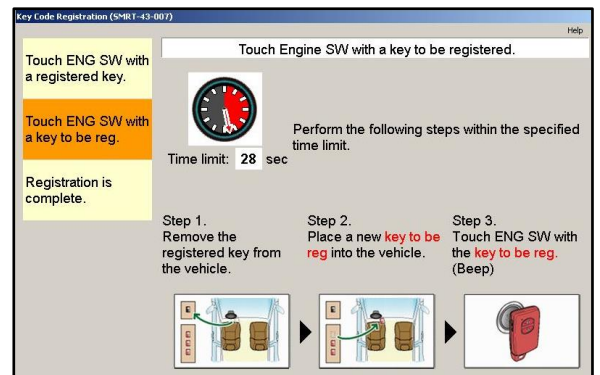 Key Code Registration (SMRT-43-007)
Help
Touch ENG SW with
a registered key.
Touch ENG SW with
a key to be reg.
Registration is
complete.
Touch Engine SW with a key to be registered.
Time limit: 28 sec
Perform the following steps within the specified
time limit.
Step 1.
Remove the
registered key from
the vehicle.
Step 2.
Place a new key to be
reg into the vehicle.
Step 3.
Touch ENG SW with
the key to be reg.
(Beep)